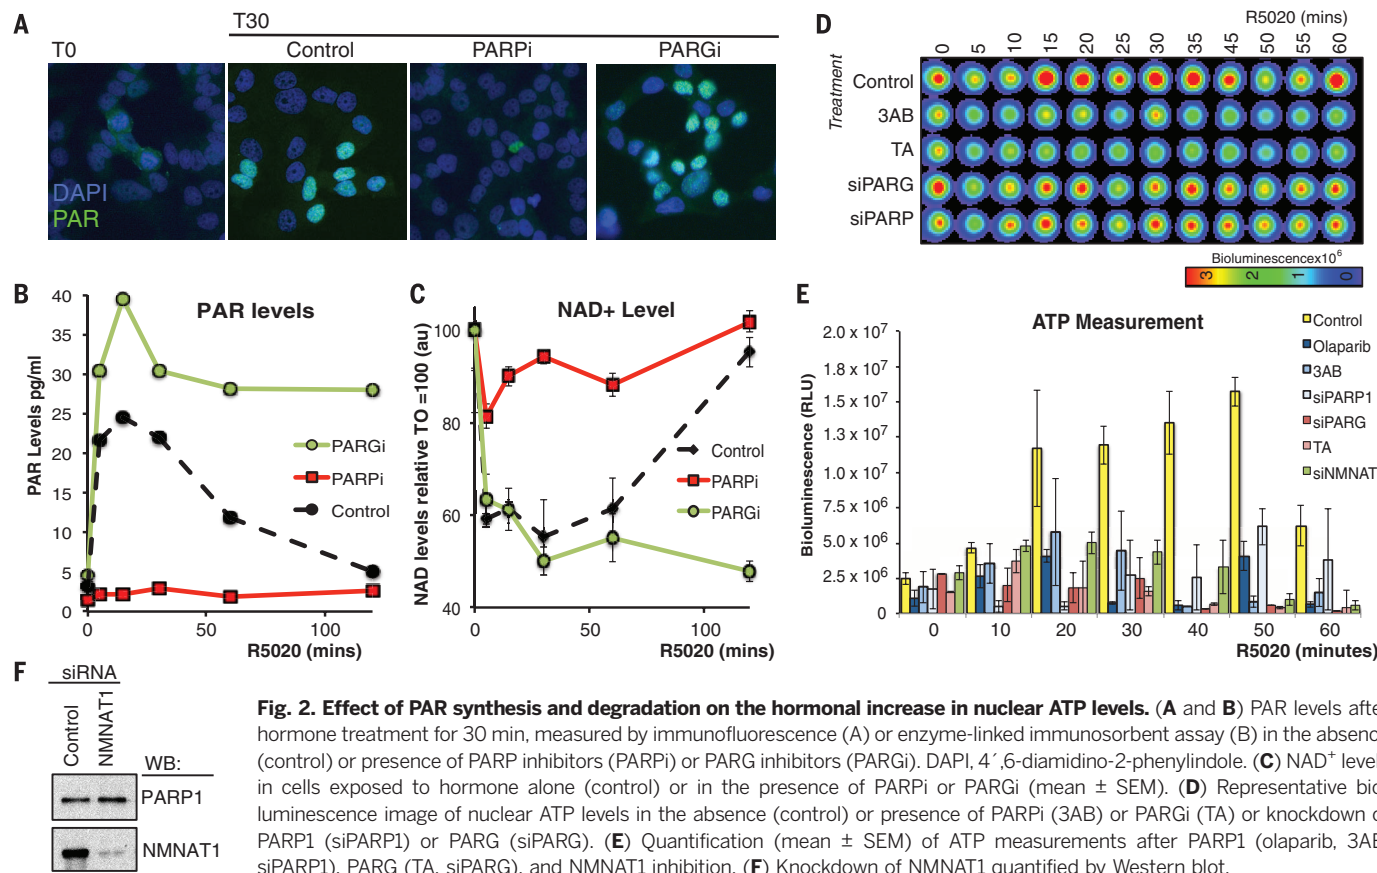 A
T0
T30
Control
PARPi
PARGi
DAPI
PAR
B
PAR levels
PAR Levels pg/ml
40
35
30
25
20
15
10
5
0
0
50
100
R5020 (mins)
PARGi
PARPi
Control
C
NAD+ Level
NAD levels relative TO =100 (au)
100
80
60
40
0
50
100
R5020 (mins)
Control
PARPi
PARGi
D
R5020 (mins)
0 5 10 15 20 25 30 35 45 50 55 60
Treatment
Control
3AB
TA
siPARG
siPARP
Bioluminescencex10⁶
3 2 1 0
E
ATP Measurement
Bioluminescence (RLU)
2.0 x 10⁷
1.8 x 10⁷
1.5 x 10⁷
1.3 x 10⁷
1.0 x 10⁷
7.5 x 10⁶
5.0 x 10⁶
2.5 x 10⁶
0
0 10 20 30 40 50 60
R5020 (minutes)
Control
Olaparib
3AB
siPARP1
siPARG
TA
siNMNAT
F
siRNA
Control
NMNAT1
WB:
PARP1
NMNAT1
Fig. 2. Effect of PAR synthesis and degradation on the hormonal increase in nuclear ATP levels. (A and B) PAR levels after
hormone treatment for 30 min, measured by immunofluorescence (A) or enzyme-linked immunosorbent assay (B) in the absenc
(control) or presence of PARP inhibitors (PARPi) or PARG inhibitors (PARGi). DAPI, 4´,6-diamidino-2-phenylindole. (C) NAD⁺ level
in cells exposed to hormone alone (control) or in the presence of PARPi or PARGi (mean ± SEM). (D) Representative bio
luminescence image of nuclear ATP levels in the absence (control) or presence of PARPi (3AB) or PARGi (TA) or knockdown o
PARP1 (siPARP1) or PARG (siPARG). (E) Quantification (mean ± SEM) of ATP measurements after PARP1 (olaparib, 3AB
siPARP1), PARG (TA, siPARG), and NMNAT1 inhibition. (F) Knockdown of NMNAT1 quantified by Western blot.